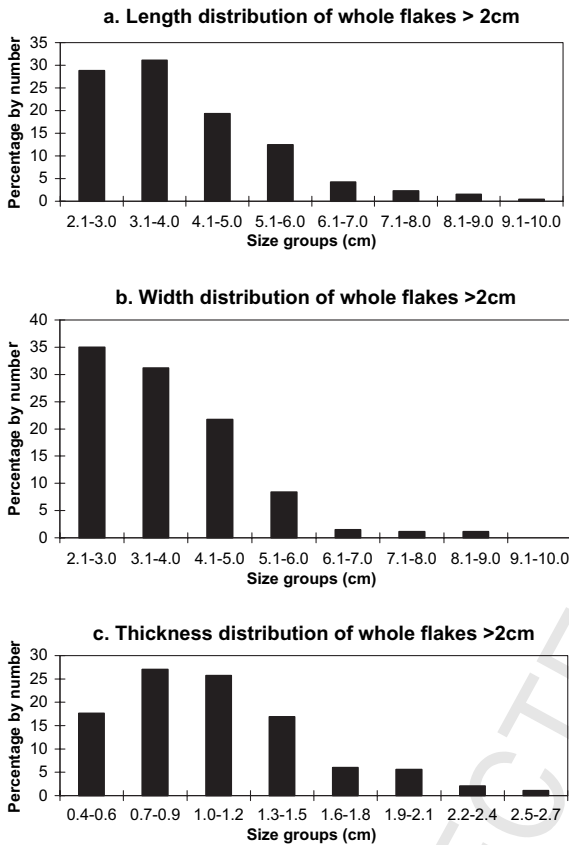 a. Length distribution of whole flakes > 2cm
Percentage by number
35
30
25
20
15
10
5
0
2.1-3.0 3.1-4.0 4.1-5.0 5.1-6.0 6.1-7.0 7.1-8.0 8.1-9.0 9.1-10.0
Size groups (cm)
b. Width distribution of whole flakes >2cm
Percentage by number
40
35
30
25
20
15
10
5
0
2.1-3.0 3.1-4.0 4.1-5.0 5.1-6.0 6.1-7.0 7.1-8.0 8.1-9.0 9.1-10.0
Size groups (cm)
c. Thickness distribution of whole flakes >2cm
Percentage by number
30
25
20
15
10
5
0
0.4-0.6 0.7-0.9 1.0-1.2 1.3-1.5 1.6-1.8 1.9-2.1 2.2-2.4 2.5-2.7
Size groups (cm)